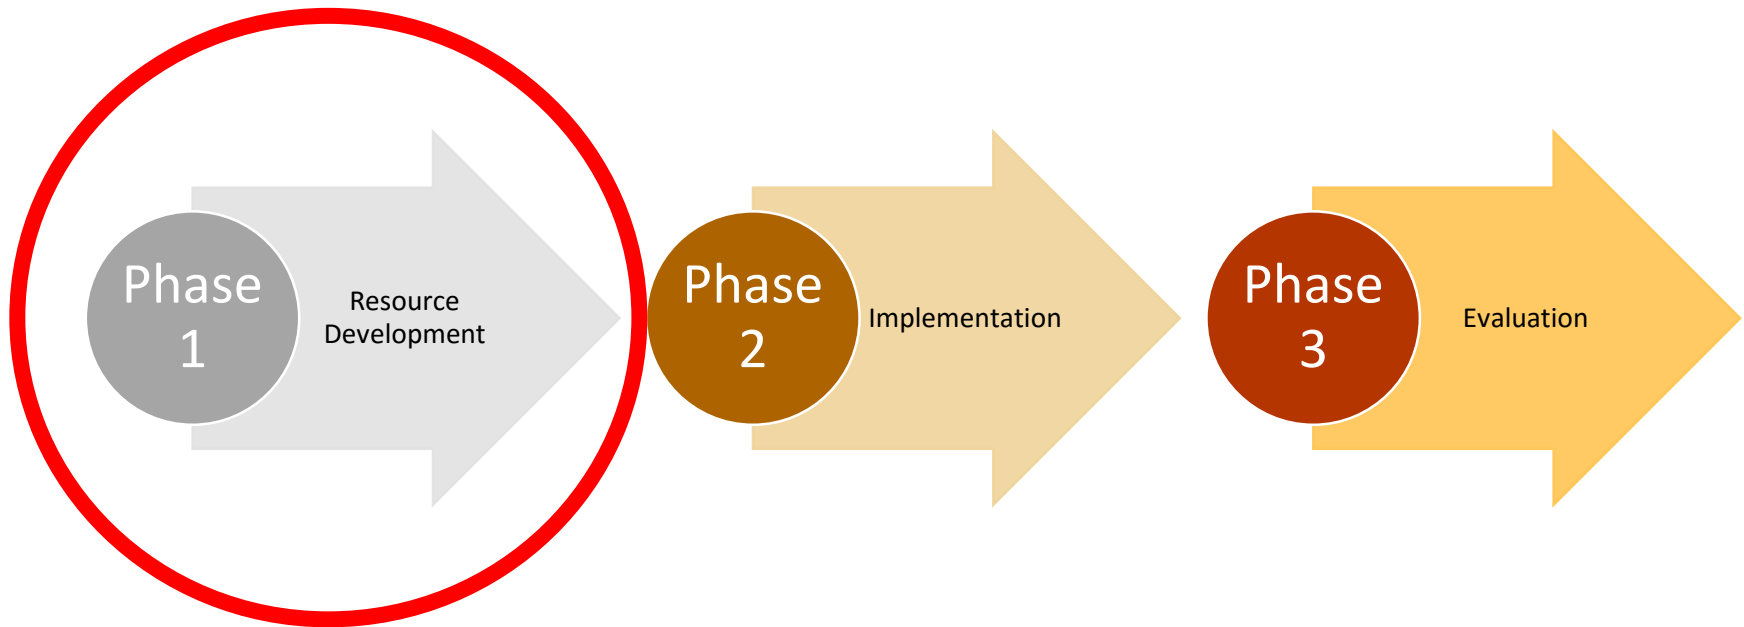 Phase
1
Resource
Development
Phase
2
Implementation
Phase
3
Evaluation